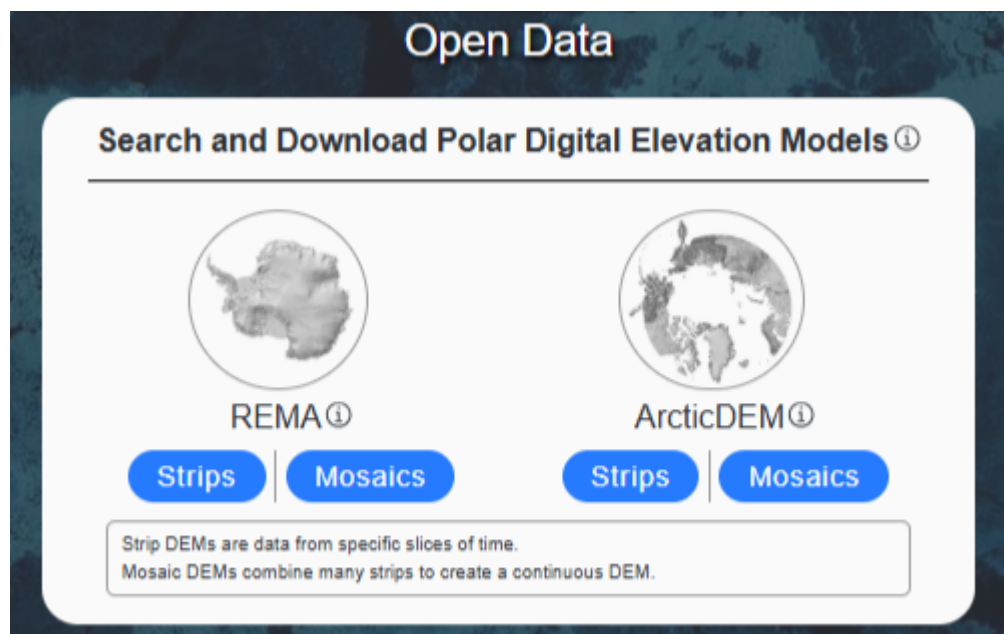 Open Data
Search and Download Polar Digital Elevation Models ⓘ
REMA ⓘ
ArcticDEM ⓘ
Strips
Mosaics
Strips
Mosaics
Strip DEMs are data from specific slices of time.
Mosaic DEMs combine many strips to create a continuous DEM.